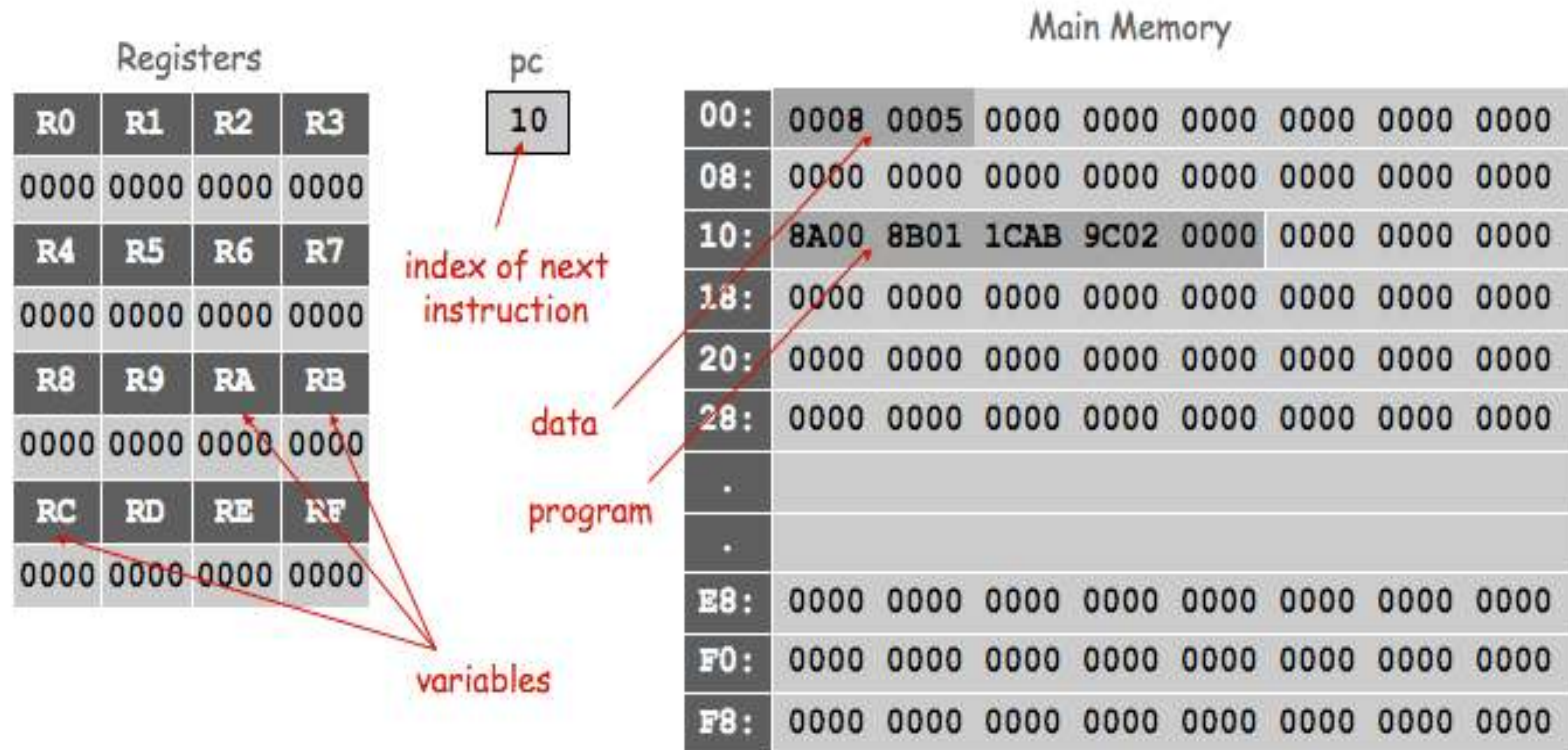 Main Memory
Registers
pc
R0 R1 R2 R3
0000 0000 0000 0000
R4 R5 R6 R7
0000 0000 0000 0000
R8 R9 RA RB
0000 0000 0000 0000
RC RD RE RF
0000 0000 0000 0000
10
index of next
instruction
data
program
variables
00: 0008 0005 0000 0000 0000 0000 0000 0000
08: 0000 0000 0000 0000 0000 0000 0000 0000
10: 8A00 8B01 1CAB 9C02 0000 0000 0000 0000
18: 0000 0000 0000 0000 0000 0000 0000 0000
20: 0000 0000 0000 0000 0000 0000 0000 0000
28: 0000 0000 0000 0000 0000 0000 0000 0000
.
.
E8: 0000 0000 0000 0000 0000 0000 0000 0000
F0: 0000 0000 0000 0000 0000 0000 0000 0000
F8: 0000 0000 0000 0000 0000 0000 0000 0000